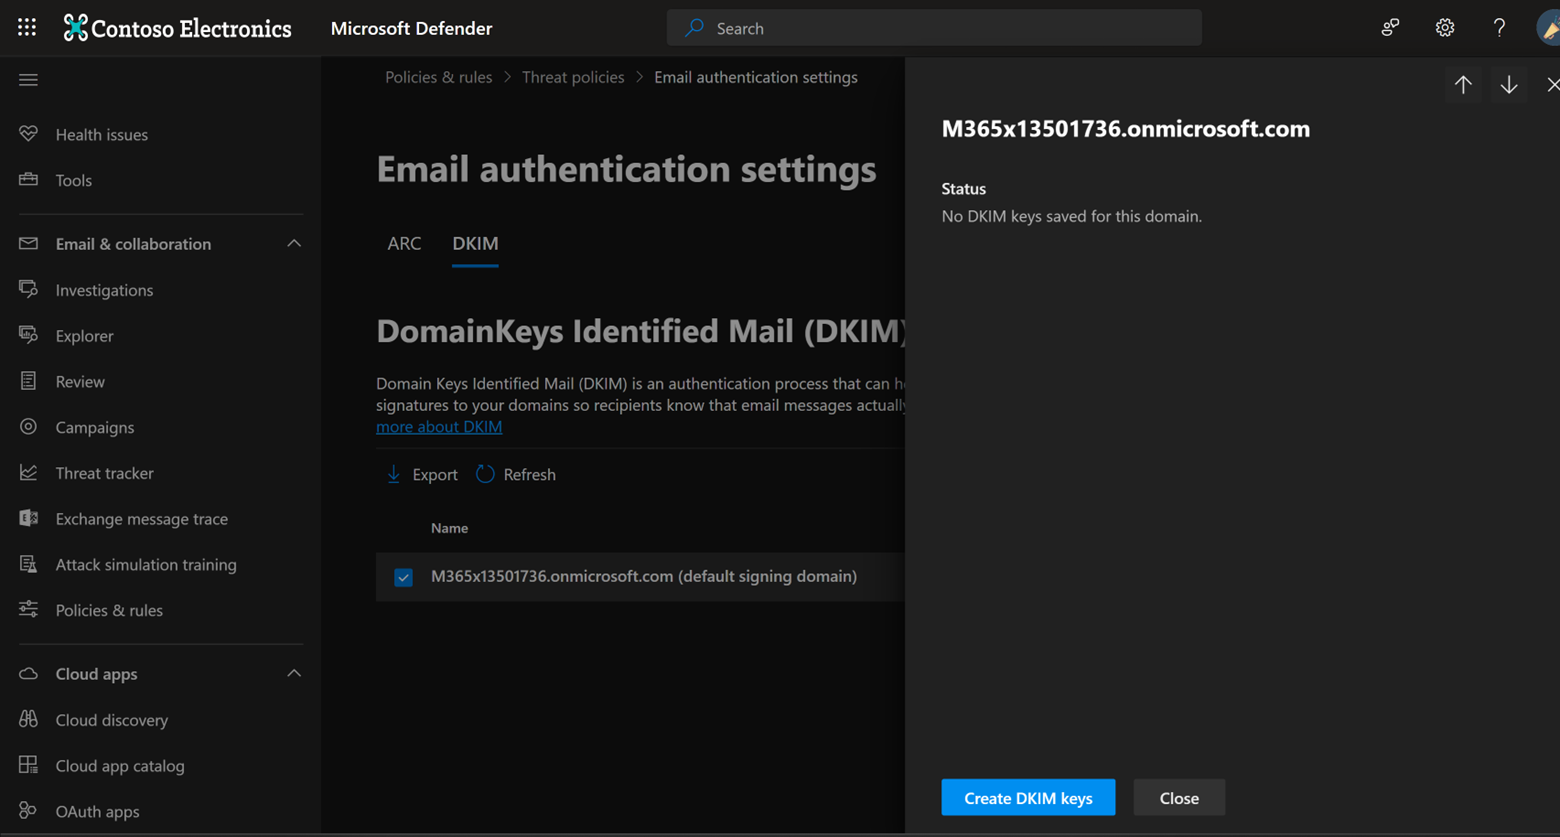 Contoso Electronics
Microsoft Defender
Search
Health issues
Tools
Email & collaboration
Investigations
Explorer
Review
Campaigns
Threat tracker
Exchange message trace
Attack simulation training
Policies & rules
Cloud apps
Cloud discovery
Cloud app catalog
OAuth apps
Policies & rules > Threat policies > Email authentication settings
Email authentication settings
ARC DKIM
DomainKeys Identified Mail (DKIM)
Domain Keys Identified Mail (DKIM) is an authentication process that can
signatures to your domains so recipients know that email messages actually
more about DKIM
Export Refresh
Name
M365x13501736.onmicrosoft.com (default signing domain)
M365x13501736.onmicrosoft.com
Status
No DKIM keys saved for this domain.
Create DKIM keys Close